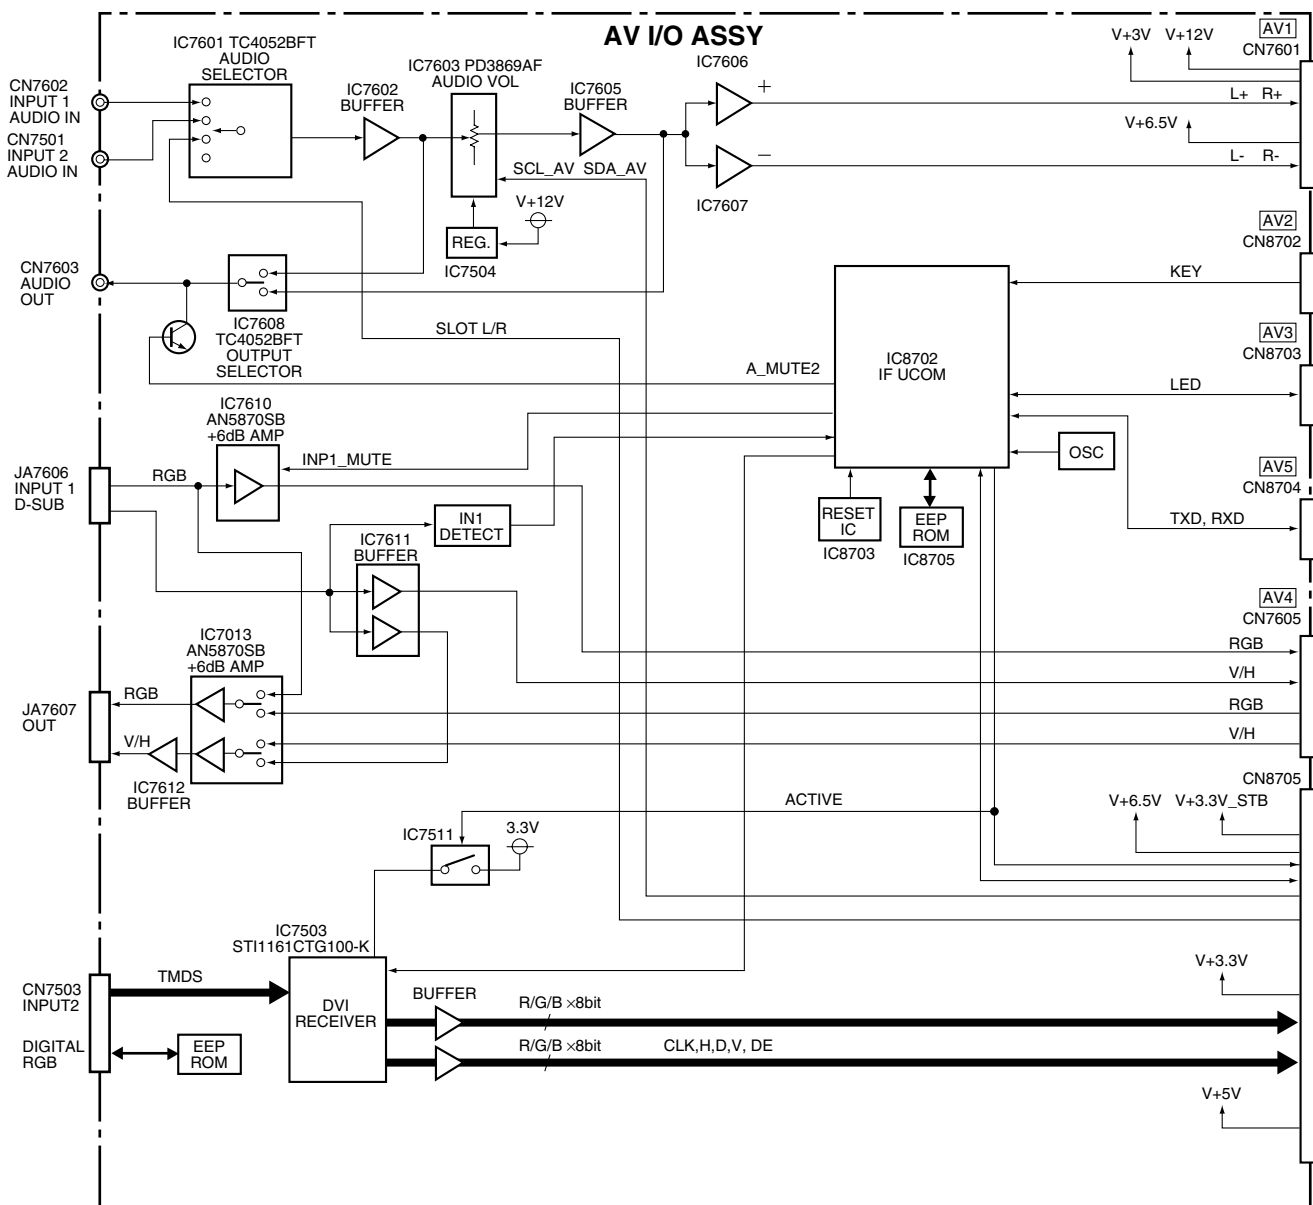 AV I/O ASSY
IC7601 TC4052BFT
AUDIO
SELECTOR
CN7602
INPUT 1
AUDIO IN
CN7501
INPUT 2
AUDIO IN
IC7602
BUFFER
IC7603 PD3869AF
AUDIO VOL
IC7605
BUFFER
IC7606
+
−
IC7607
V+3V
V+12V
AV1
CN7601
L+ R+
V+6.5V
L- R-
SCL_AV SDA_AV
V+12V
REG.
IC7504
AV2
CN8702
KEY
CN7603
AUDIO
OUT
IC7608
TC4052BFT
OUTPUT
SELECTOR
SLOT L/R
A_MUTE2
IC8702
IF UCOM
AV3
CN8703
LED
IC7610
AN5870SB
+6dB AMP
INP1_MUTE
OSC
JA7606
INPUT 1
D-SUB
RGB
IN1
DETECT
RESET
IC
IC8703
EEP
ROM
IC8705
AV5
CN8704
TXD, RXD
IC7611
BUFFER
AV4
CN7605
RGB
V/H
RGB
V/H
IC7013
AN5870SB
+6dB AMP
JA7607
OUT
RGB
V/H
IC7612
BUFFER
CN8705
V+6.5V
V+3.3V_STB
ACTIVE
IC7511
3.3V
IC7503
STI1161CTG100-K
DVI
RECEIVER
CN7503
INPUT2
TMDS
DIGITAL
RGB
EEP
ROM
BUFFER
R/G/B ×8bit
R/G/B ×8bit
CLK,H,D,V, DE
V+3.3V
V+5V